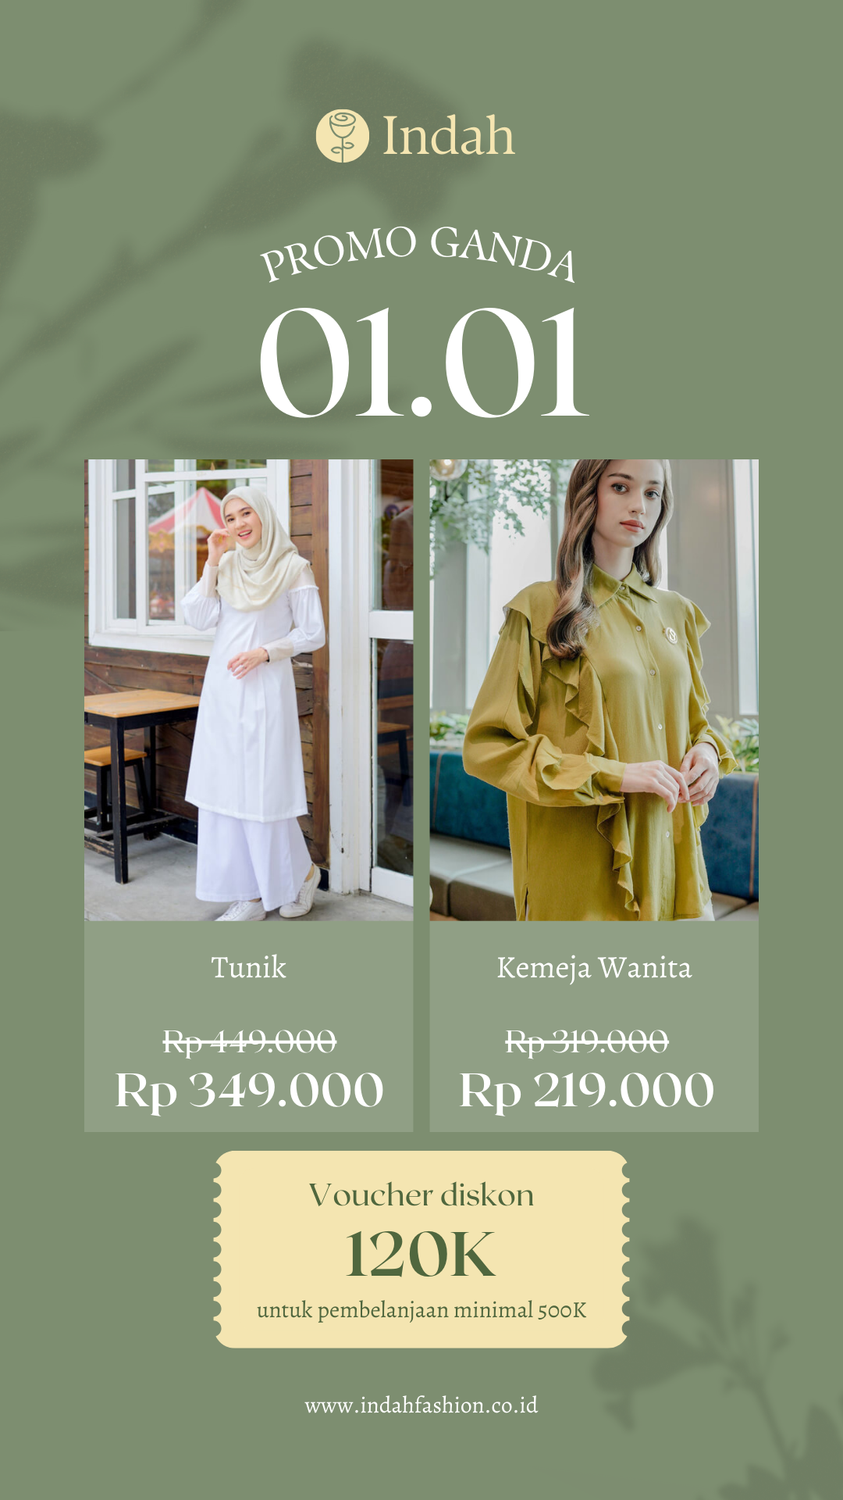 Indah
PROMO GANDA
01.01
Tunik
Rp 449.000
Rp 349.000
Kemeja Wanita
Rp 319.000
Rp 219.000
Voucher diskon
120K
untuk pembelanjaan minimal 500K
www.indahfashion.co.id